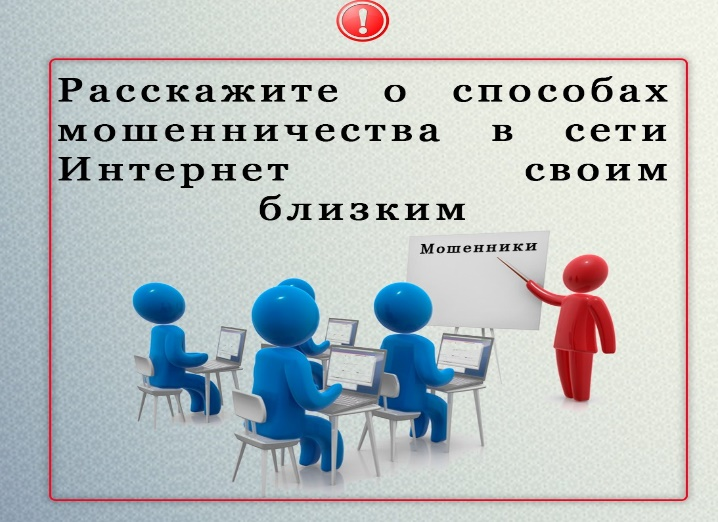 Расскажите о способах
мошенничества в сети
Интернет своим
близким
Мошенники